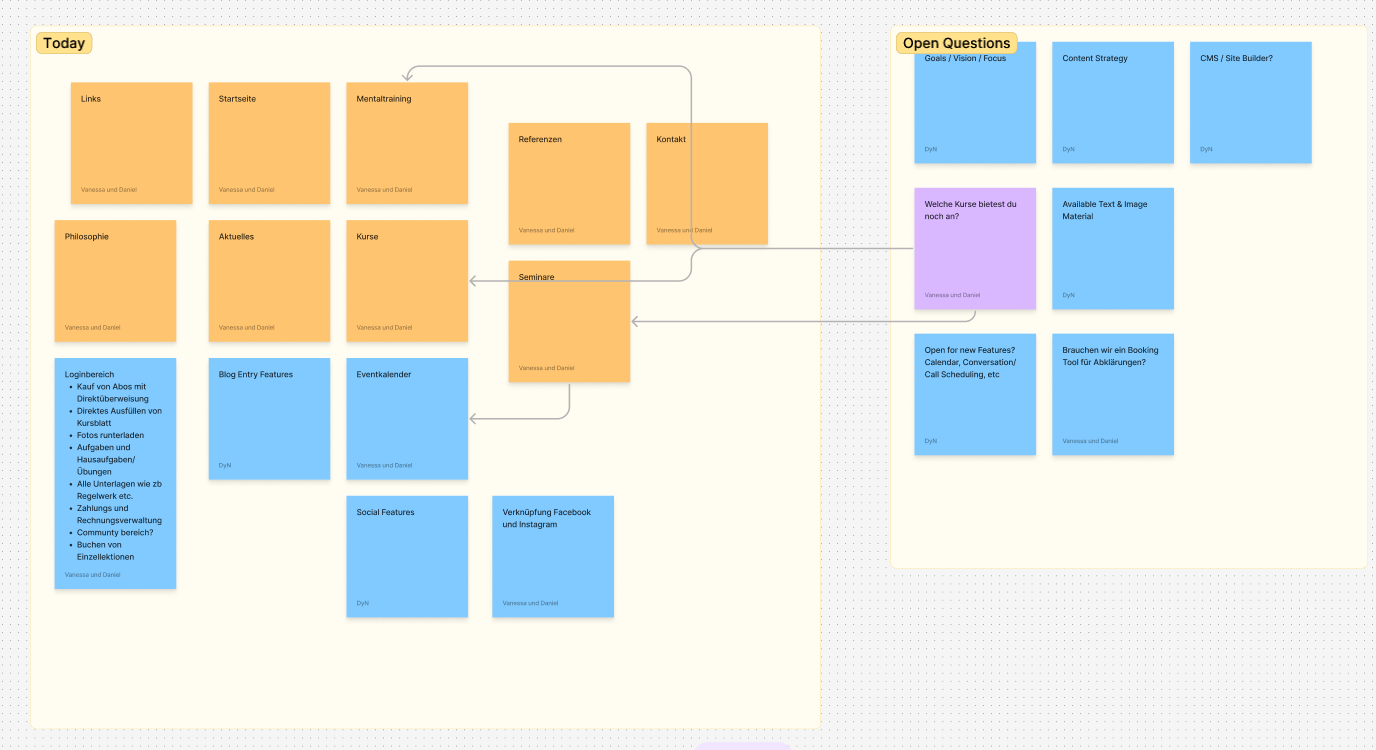 Today
Links
Vanessa und Daniel
Startseite
Vanessa und Daniel
Mentaltraining
Vanessa und Daniel
Referenzen
Vanessa und Daniel
Kontakt
Vanessa und Daniel
Philosophie
Vanessa und Daniel
Aktuelles
Vanessa und Daniel
Kurse
Vanessa und Daniel
Seminare
Vanessa und Daniel
Loginbereich
• Kauf von Abos mit
Direktüberweisung
• Direktes Ausfüllen von
Kursblatt
• Fotos runterladen
• Aufgaben und
Hausaufgaben/
Übungen
• Alle Unterlagen wie zb
Regelwerk etc.
• Zahlungs und
Rechnungsverwaltung
• Communty bereich?
• Buchen von
Einzellektionen
Vanessa und Daniel
Blog Entry Features
DyN
Eventkalender
Vanessa und Daniel
Social Features
DyN
Verknüpfung Facebook
und Instagram
Vanessa und Daniel
Open Questions
Goals / Vision / Focus
DyN
Content Strategy
DyN
CMS / Site Builder?
DyN
Welche Kurse bietest du
noch an?
Vanessa und Daniel
Available Text & Image
Material
DyN
Open for new Features?
Calendar, Conversation/
Call Scheduling, etc
DyN
Brauchen wir ein Booking
Tool für Abklärungen?
Vanessa und Daniel